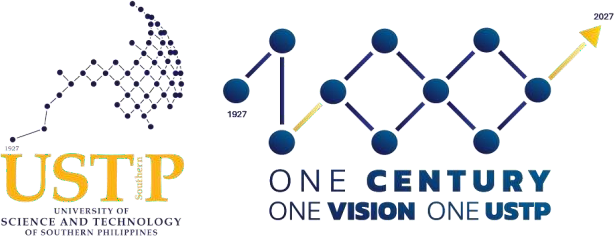 1927
USTP
Southern
UNIVERSITY OF
SCIENCE AND TECHNOLOGY
OF SOUTHERN PHILIPPINES
2027
1927
ONE CENTURY
ONE VISION ONE USTP